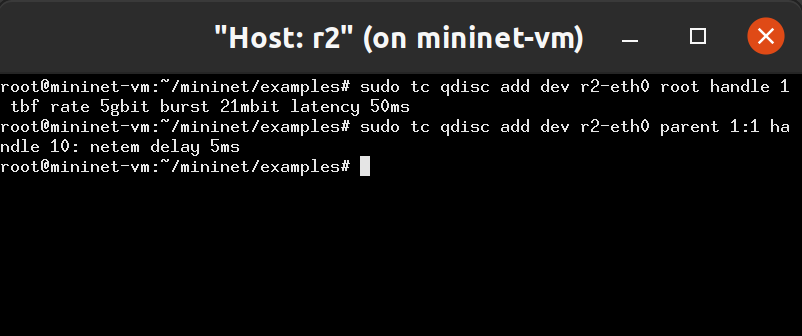 "Host: r2" (on mininet-vm)
root@mininet-vm:~/mininet/examples# sudo tc qdisc add dev r2-eth0 root handle 1
 tbf rate 5gbit burst 21mbit latency 50ms
root@mininet-vm:~/mininet/examples# sudo tc qdisc add dev r2-eth0 parent 1:1 ha
ndle 10: netem delay 5ms
root@mininet-vm:~/mininet/examples#